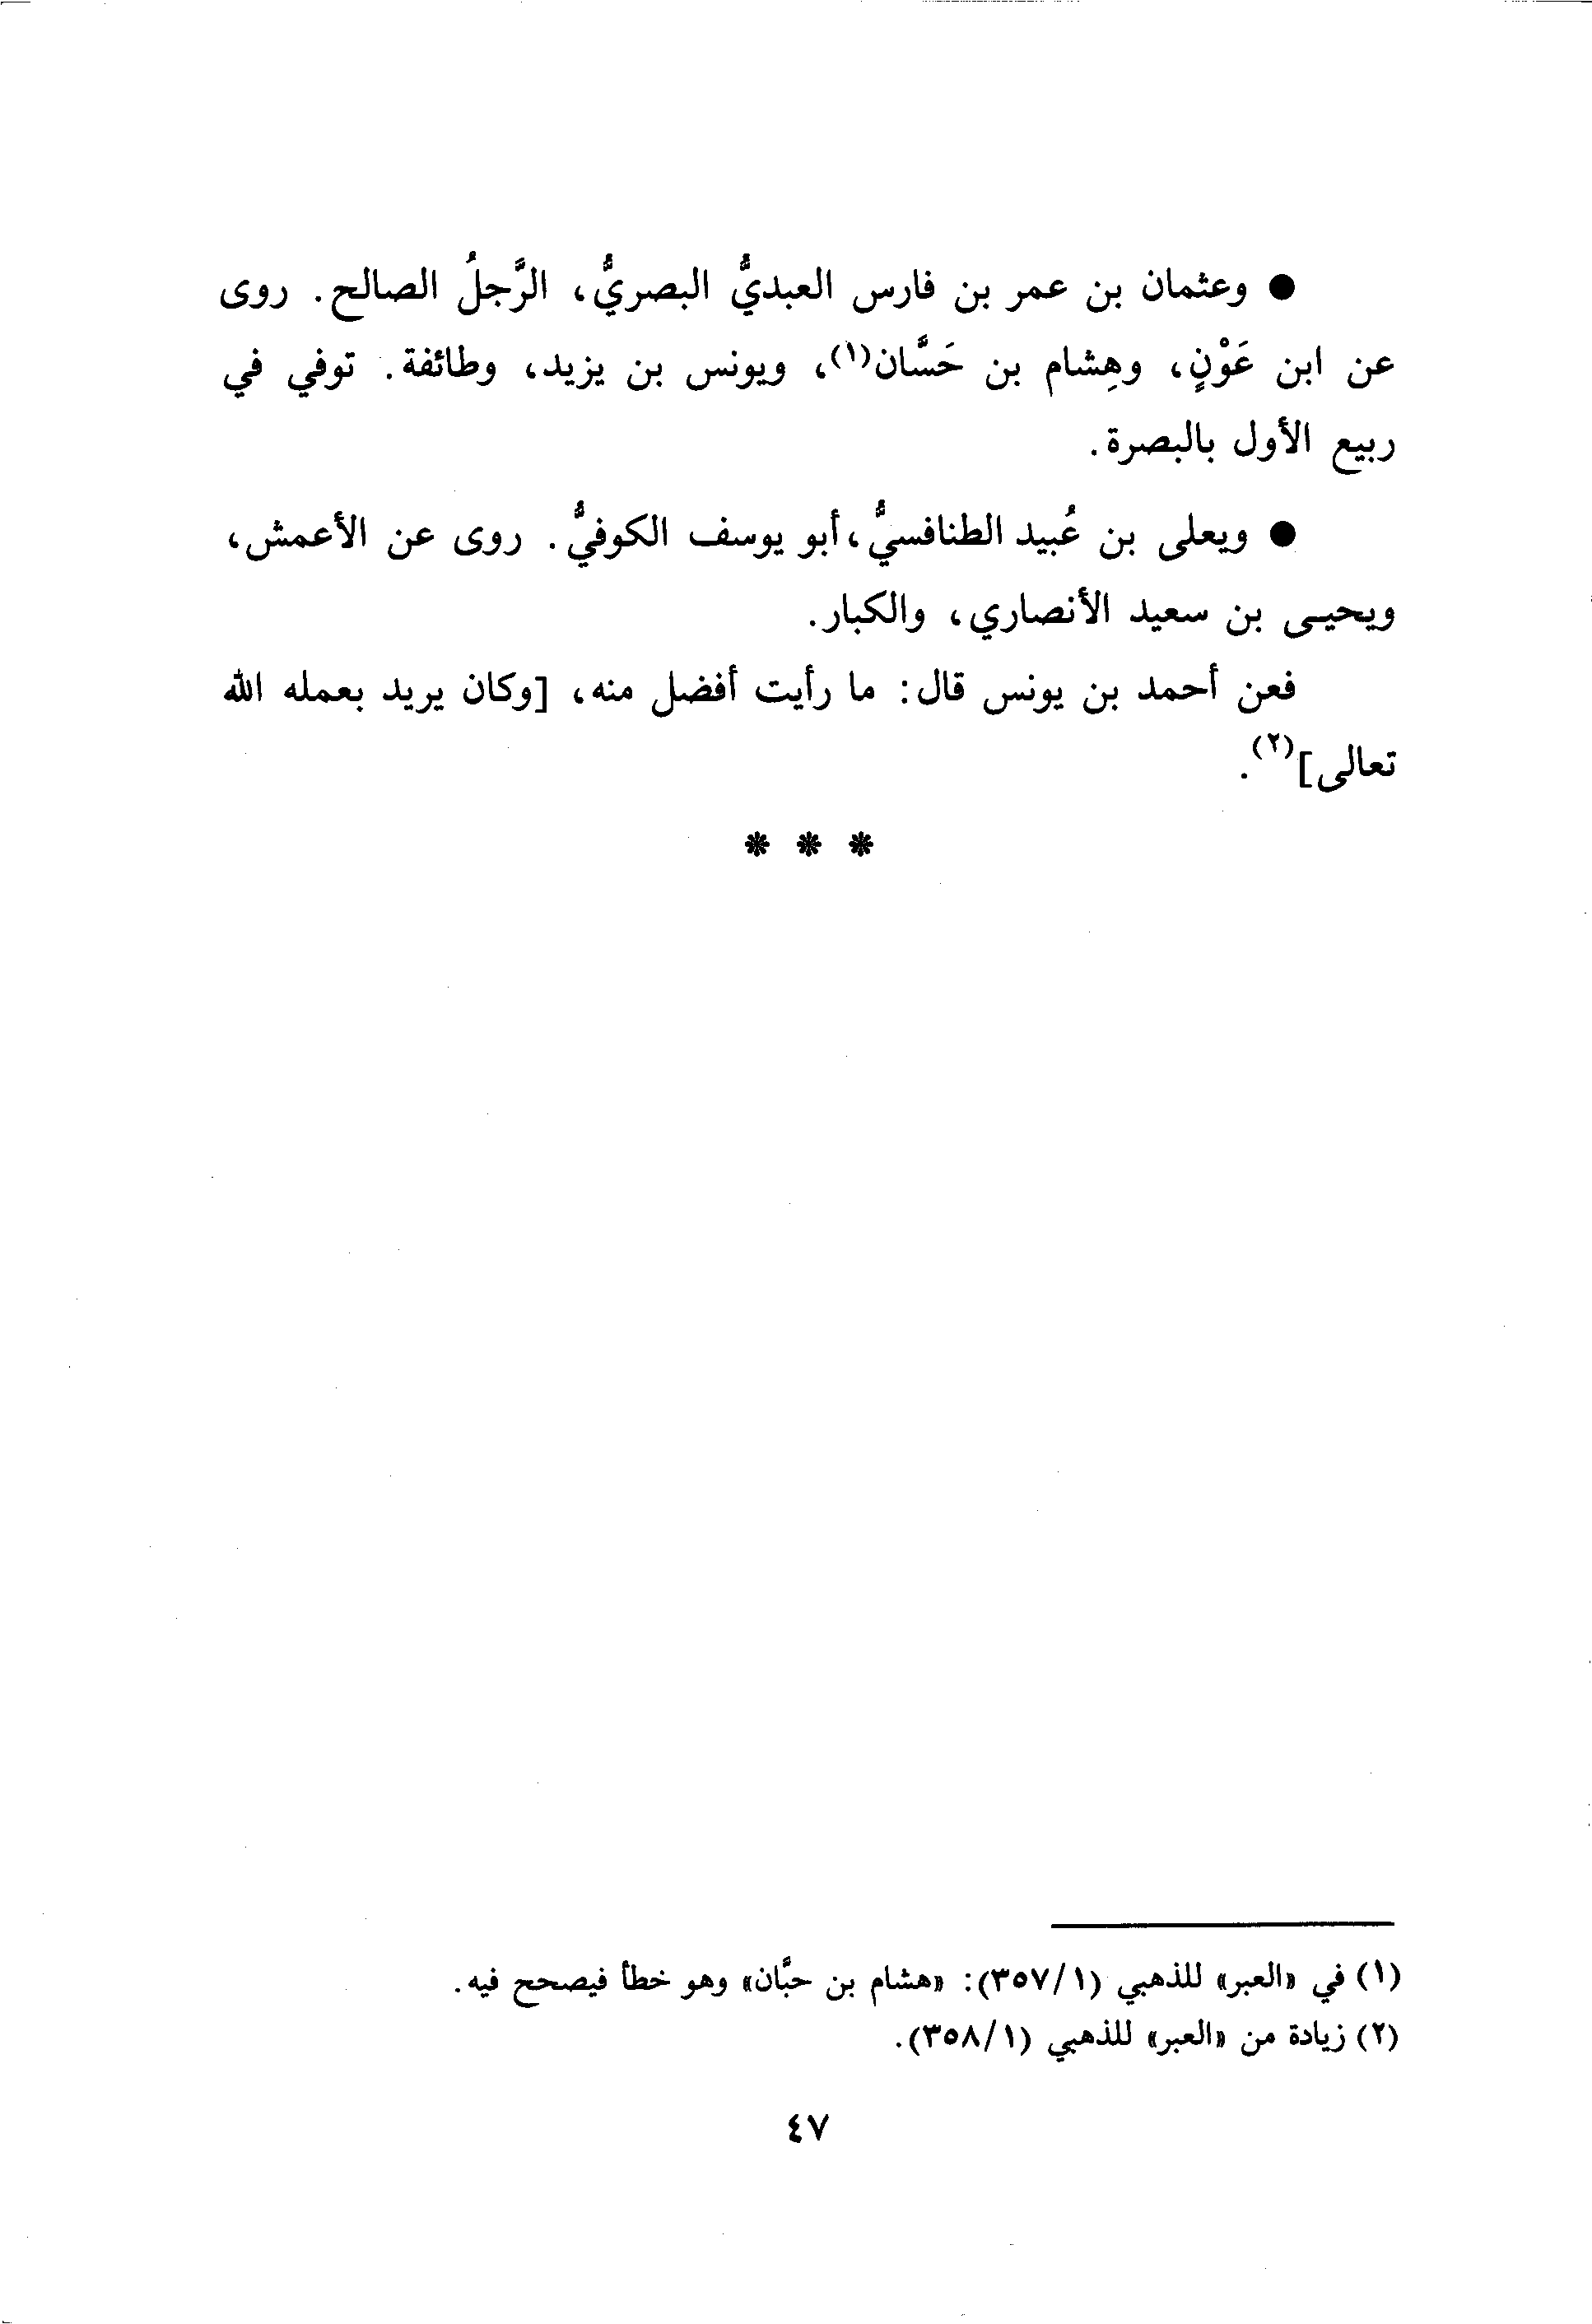 ● وعثمان بن عمر بن فارس العبديُّ البصريُّ، الرَّجلُ الصالح. روى
عن ابن عَوْنٍ، وهِشام بن حَسَّان(١)، ويونس بن يزيد، وطائفة. توفي في
ربيع الأول بالبصرة.
● ويعلى بن عُبيد الطنافسيُّ، أبو يوسف الكوفيُّ. روى عن الأعمش،
ويحيى بن سعيد الأنصاري، والكبار.
فعن أحمد بن يونس قال: ما رأيت أفضل منه، [وكان يريد بعمله الله
تعالى](٢).
* * *
(١) في «العبر» للذهبي (٣٥٧/١): «هشام بن حبَّان» وهو خطأ فيصحح فيه.
(٢) زيادة من «العبر» للذهبي (٣٥٨/١).
٤٧